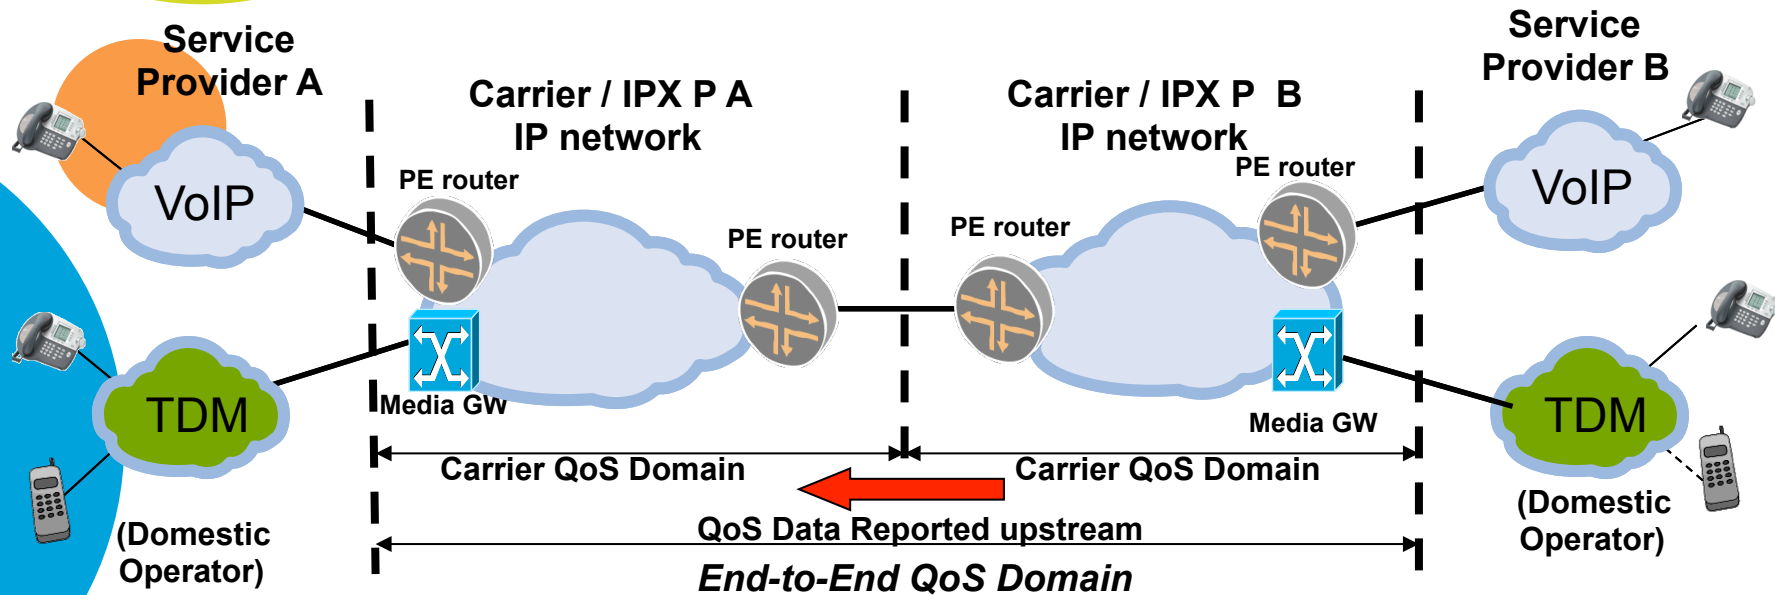 Service
Provider A
Carrier / IPX P A
IP network
Carrier / IPX P B
IP network
Service
Provider B
PE router
PE router
PE router
PE router
VoIP
VoIP
TDM
TDM
Media GW
Media GW
Carrier QoS Domain
Carrier QoS Domain
QoS Data Reported upstream
End-to-End QoS Domain
(Domestic
Operator)
(Domestic
Operator)